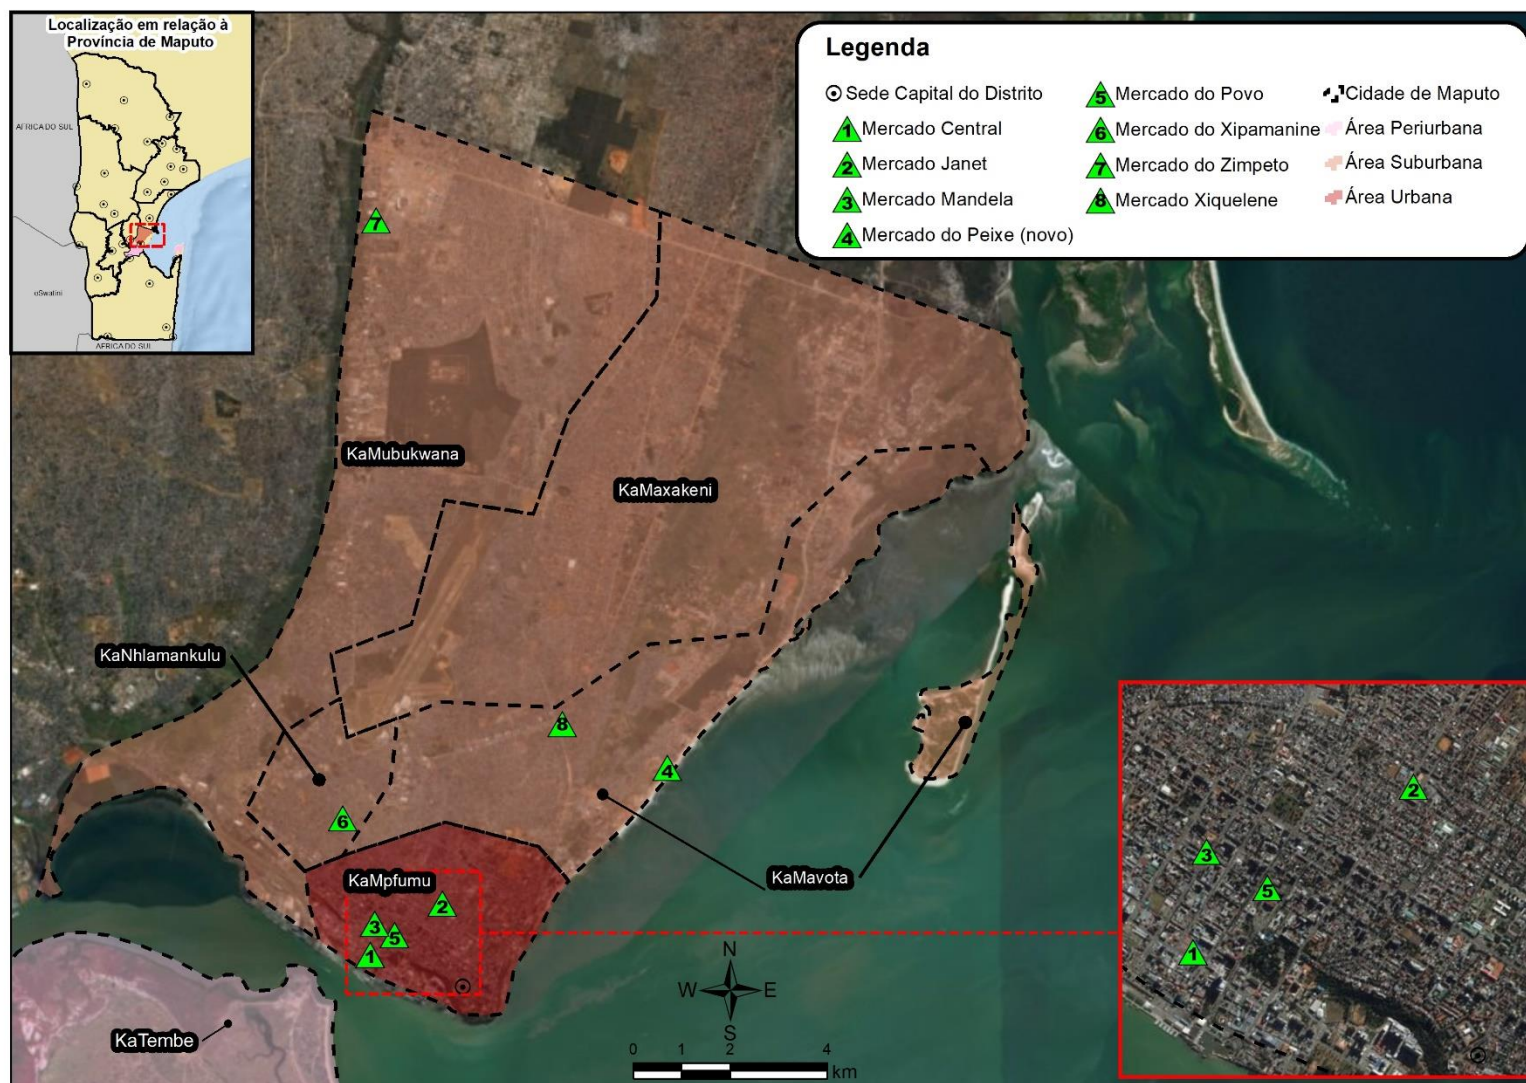 Localização em relação à
Província de Maputo
AFRICA DO SUL
eSwatini
AFRICA DO SUL
Legenda
Sede Capital do Distrito
1 Mercado Central
2 Mercado Janet
3 Mercado Mandela
4 Mercado do Peixe (novo)
5 Mercado do Povo
6 Mercado do Xipamanine
7 Mercado do Zimpeto
8 Mercado Xiquelene
Cidade de Maputo
Área Periurbana
Área Suburbana
Área Urbana
7
KaMubukwana
KaMaxakeni
KaNhlamankulu
8
4
6
KaMavota
KaMpfumu
2
3
5
1
KaTembe
N
W E
S
0 1 2 4
km
2
3
5
1